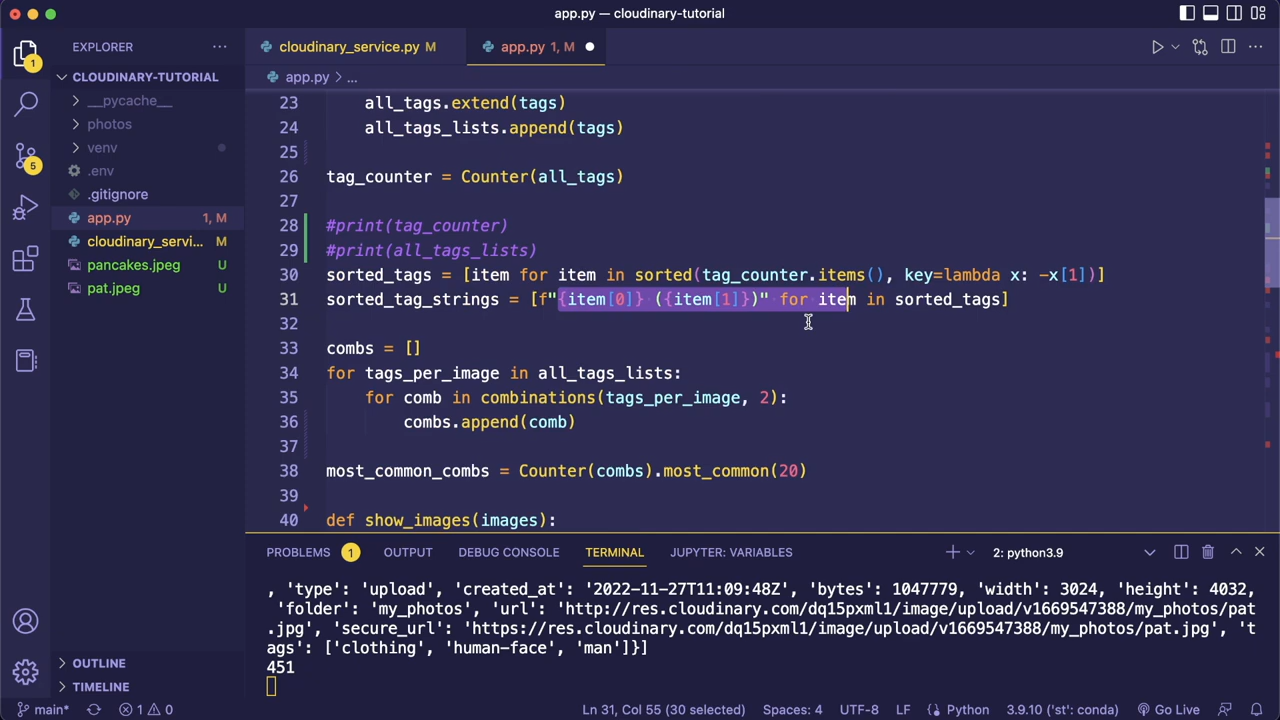 app.py — cloudinary-tutorial
EXPLORER
cloudinary_service.py M
app.py 1, M
CLOUDINARY-TUTORIAL
app.py > ...
__pycache__
photos
venv
.env
.gitignore
app.py 1, M
cloudinary_servi... M
pancakes.jpeg U
pat.jpeg U
1
5
23 all_tags.extend(tags)
24 all_tags_lists.append(tags)
25
26 tag_counter = Counter(all_tags)
27
28 #print(tag_counter)
29 #print(all_tags_lists)
30 sorted_tags = [item for item in sorted(tag_counter.items(), key=lambda x: -x[1])]
31 sorted_tag_strings = [f"{item[0]} ({item[1]})" for item in sorted_tags]
32
33 combs = []
34 for tags_per_image in all_tags_lists:
35 for comb in combinations(tags_per_image, 2):
36 combs.append(comb)
37
38 most_common_combs = Counter(combs).most_common(20)
39
40 def show_images(images):
PROBLEMS 1 OUTPUT DEBUG CONSOLE TERMINAL JUPYTER: VARIABLES 2: python3.9
, 'type': 'upload', 'created_at': '2022-11-27T11:09:48Z', 'bytes': 1047779, 'width': 3024, 'height': 4032,
'folder': 'my_photos', 'url': 'http://res.cloudinary.com/dq15pxml1/image/upload/v1669547388/my_photos/pat
.jpg', 'secure_url': 'https://res.cloudinary.com/dq15pxml1/image/upload/v1669547388/my_photos/pat.jpg', 't
ags': ['clothing', 'human-face', 'man']}]
451
OUTLINE
TIMELINE
main* 1 0 Ln 31, Col 55 (30 selected) Spaces: 4 UTF-8 LF Python 3.9.10 ('st': conda) Go Live